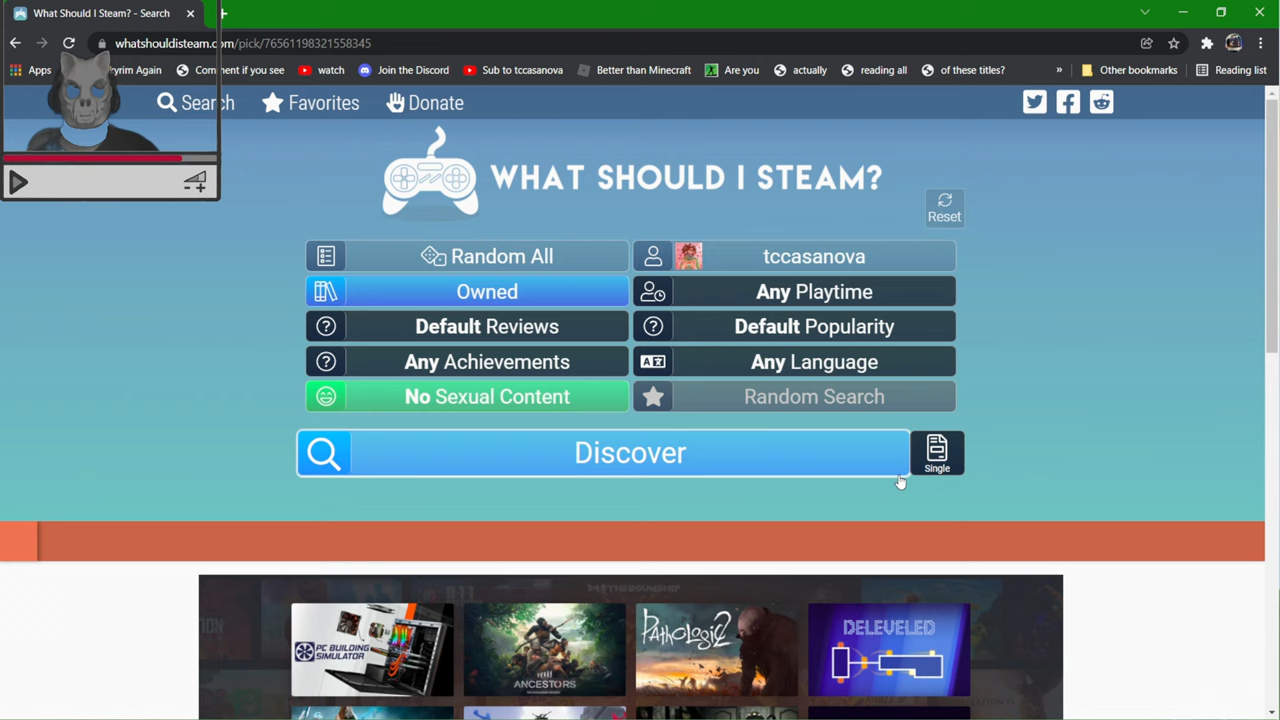 What Should I Steam? - Search
whatshouldisteam.com/pick/76561198321558345
Apps
yrim Again
Comment if you see
watch
Join the Discord
Sub to tccasanova
Better than Minecraft
Are you
actually
reading all
of these titles?
»
Other bookmarks
Reading list
Search
Favorites
Donate
WHAT SHOULD I STEAM?
Reset
Random All
tccasanova
Owned
Any Playtime
Default Reviews
Default Popularity
Any Achievements
Any Language
No Sexual Content
Random Search
Discover
Single
PC BUILDING SIMULATOR
ANCESTORS
PATHOLOGIC 2
DELEVELED